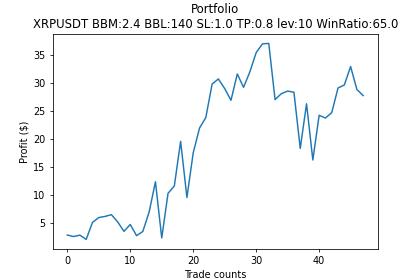 Portfolio
XRPUSDT BBM:2.4 BBL:140 SL:1.0 TP:0.8 lev:10 WinRatio:65.0
Profit ($)
35
30
25
20
15
10
5
0 10 20 30 40
Trade counts